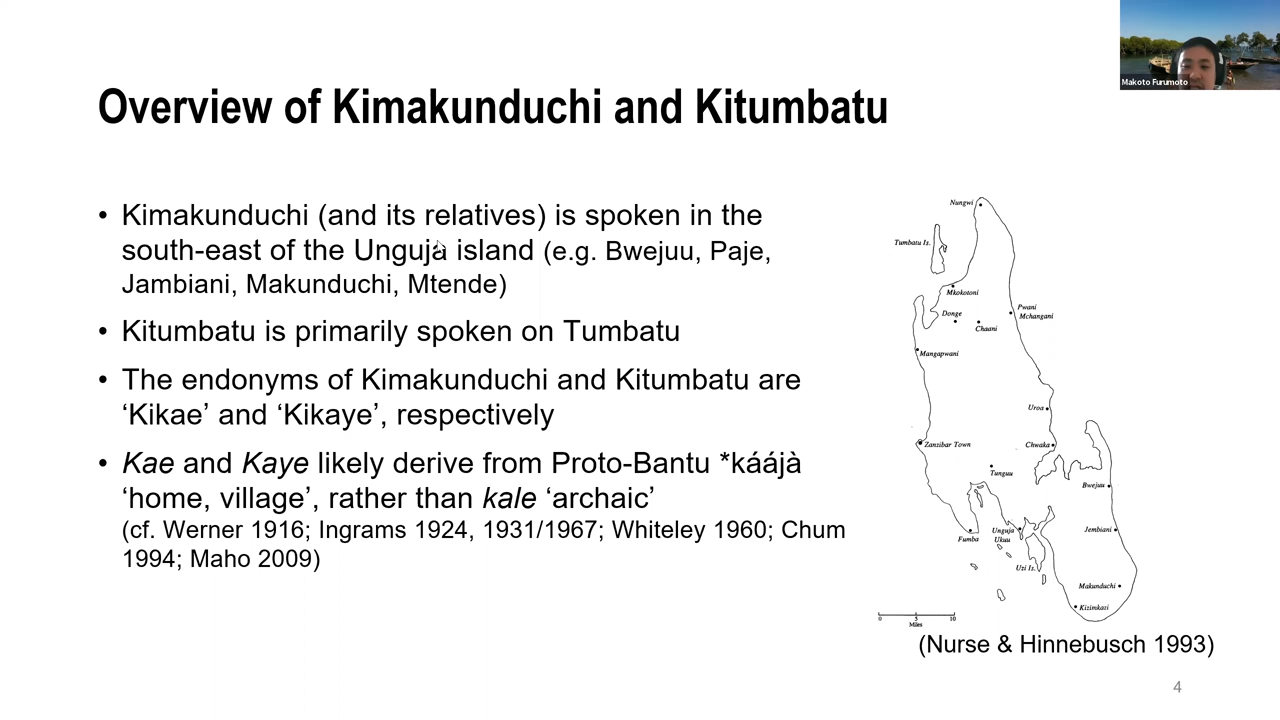 Makoto Furumoto
Overview of Kimakunduchi and Kitumbatu
• Kimakunduchi (and its relatives) is spoken in the
south-east of the Unguja island (e.g. Bwejuu, Paje,
Jambiani, Makunduchi, Mtende)
• Kitumbatu is primarily spoken on Tumbatu
• The endonyms of Kimakunduchi and Kitumbatu are
‘Kikae’ and ‘Kikaye’, respectively
• Kae and Kaye likely derive from Proto-Bantu *káájà
‘home, village’, rather than kale ‘archaic’
(cf. Werner 1916; Ingrams 1924, 1931/1967; Whiteley 1960; Chum
1994; Maho 2009)
Nungwi
Tumbatu Is.
Mkokotoni
Pwani
Mchangani
Donge
Chaani
Mangapwani
Uroa
Zanzibar Town
Chwaka
Tunguu
Bwejuu
Fumba
Unguja
Ukuu
Jembiani
Uzi Is.
Makunduchi
Kizimkazi
0 5 10
Miles
(Nurse & Hinnebusch 1993)
4